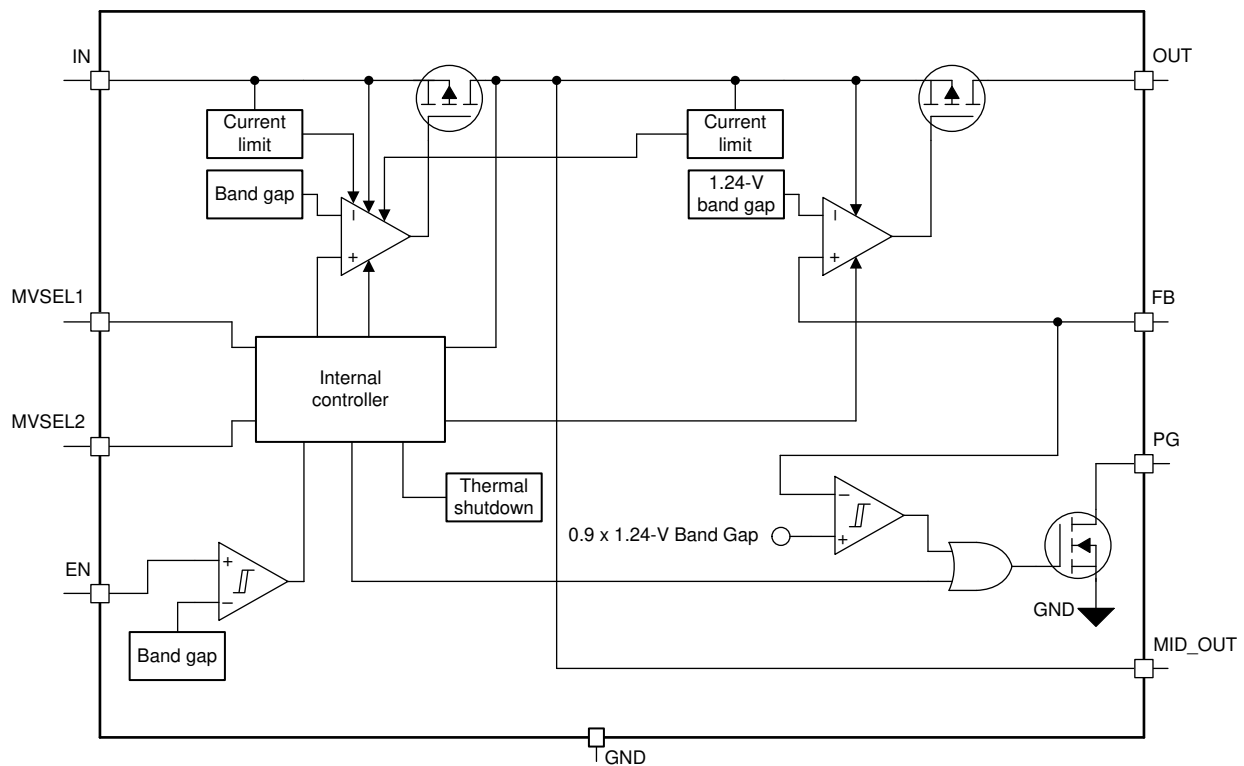 IN
OUT
Current
limit
Current
limit
Band gap
1.24-V
band gap
–
+
–
+
MVSEL1
FB
Internal
controller
MVSEL2
PG
Thermal
shutdown
–
0.9 x 1.24-V Band Gap
+
EN
+
–
GND
Band gap
MID_OUT
GND